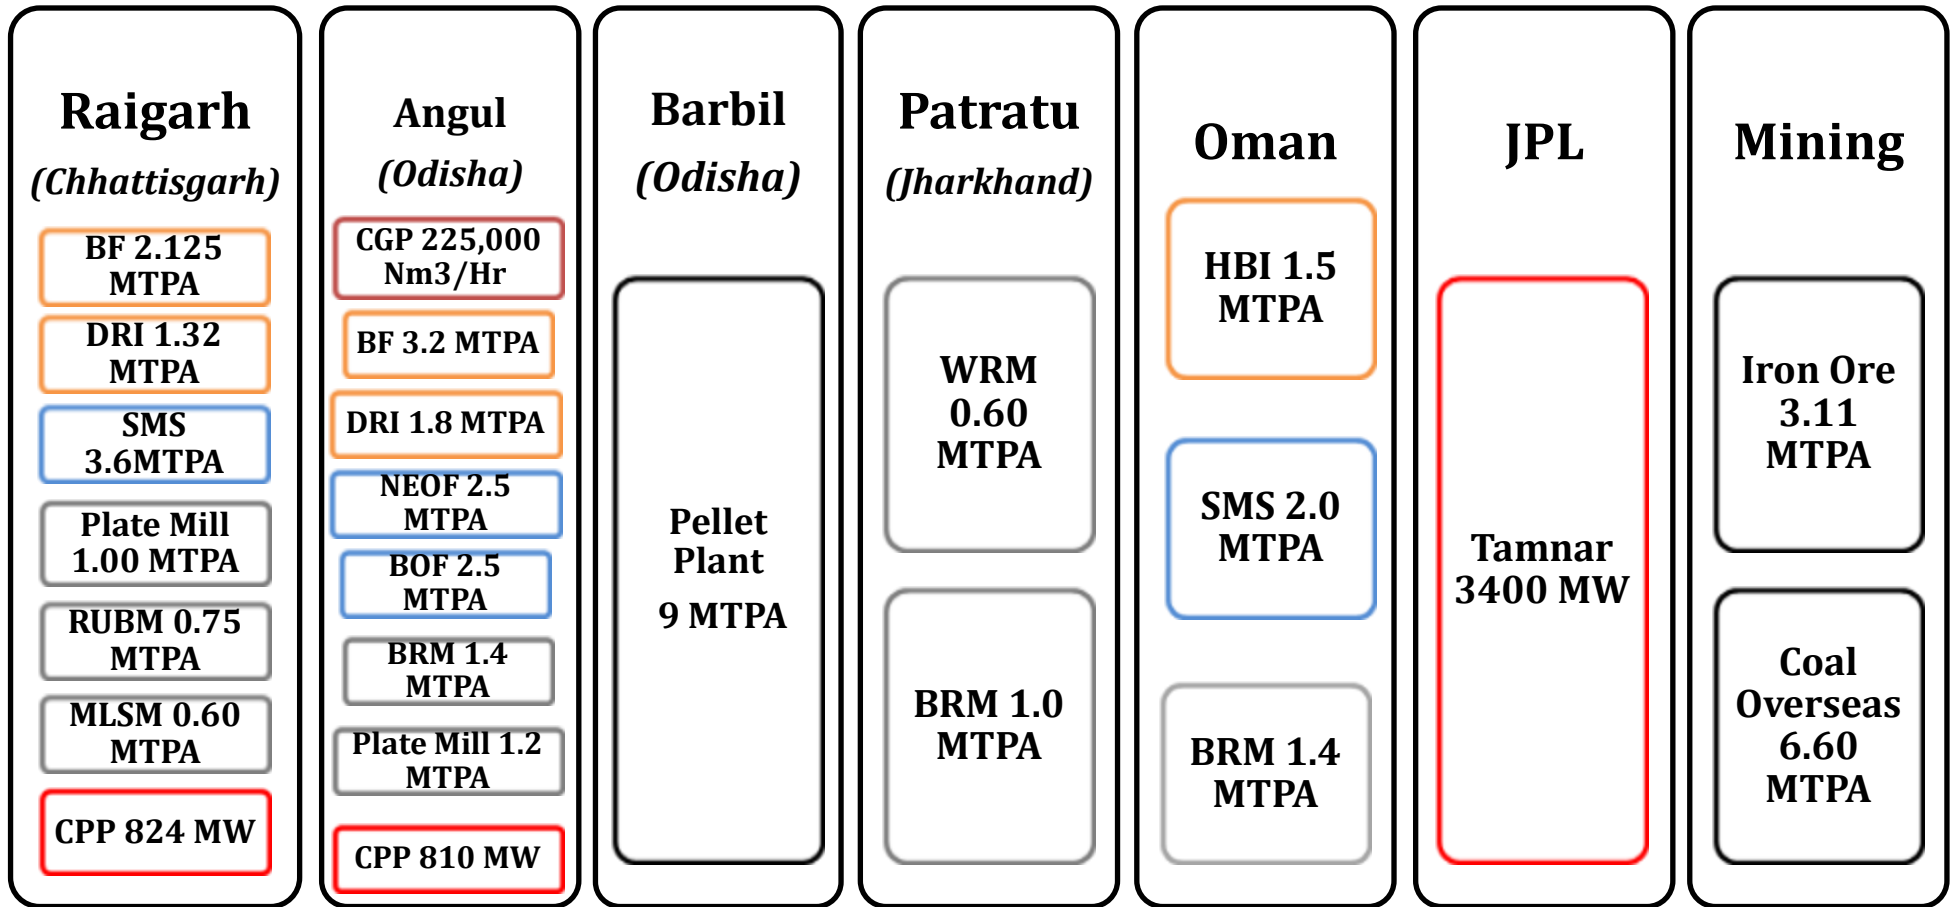 Raigarh
(Chhattisgarh)
BF 2.125
MTPA
DRI 1.32
MTPA
SMS
3.6MTPA
Plate Mill
1.00 MTPA
RUBM 0.75
MTPA
MLSM 0.60
MTPA
CPP 824 MW
Angul
(Odisha)
CGP 225,000
Nm3/Hr
BF 3.2 MTPA
DRI 1.8 MTPA
NEOF 2.5
MTPA
BOF 2.5
MTPA
BRM 1.4
MTPA
Plate Mill 1.2
MTPA
CPP 810 MW
Barbil
(Odisha)
Pellet
Plant
9 MTPA
Patratu
(Jharkhand)
WRM
0.60
MTPA
BRM 1.0
MTPA
Oman
HBI 1.5
MTPA
SMS 2.0
MTPA
BRM 1.4
MTPA
JPL
Tamnar
3400 MW
Mining
Iron Ore
3.11
MTPA
Coal
Overseas
6.60
MTPA